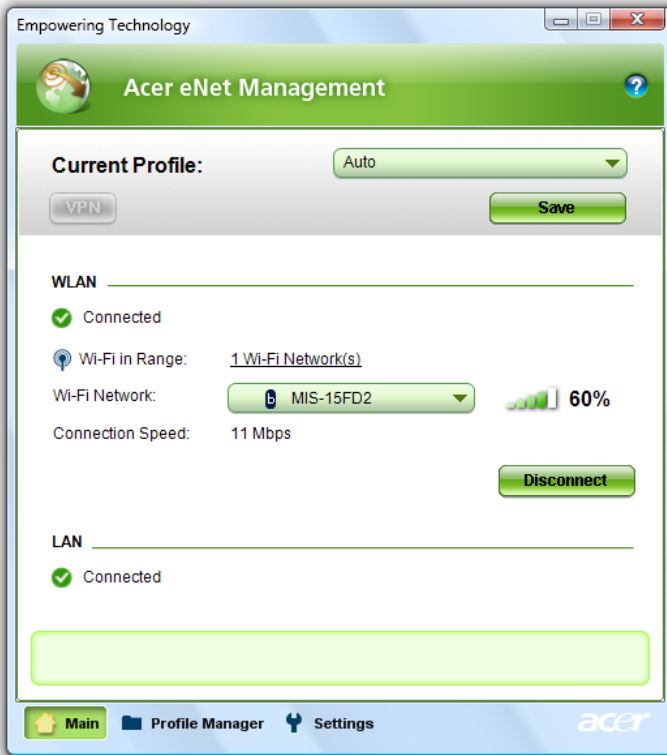 Empowering Technology
Acer eNet Management
?
Current Profile:
Auto
VPN
Save
WLAN
Connected
Wi-Fi in Range:
1 Wi-Fi Network(s)
Wi-Fi Network:
b MIS-15FD2
60%
Connection Speed:
11 Mbps
Disconnect
LAN
Connected
Main
Profile Manager
Settings
acer